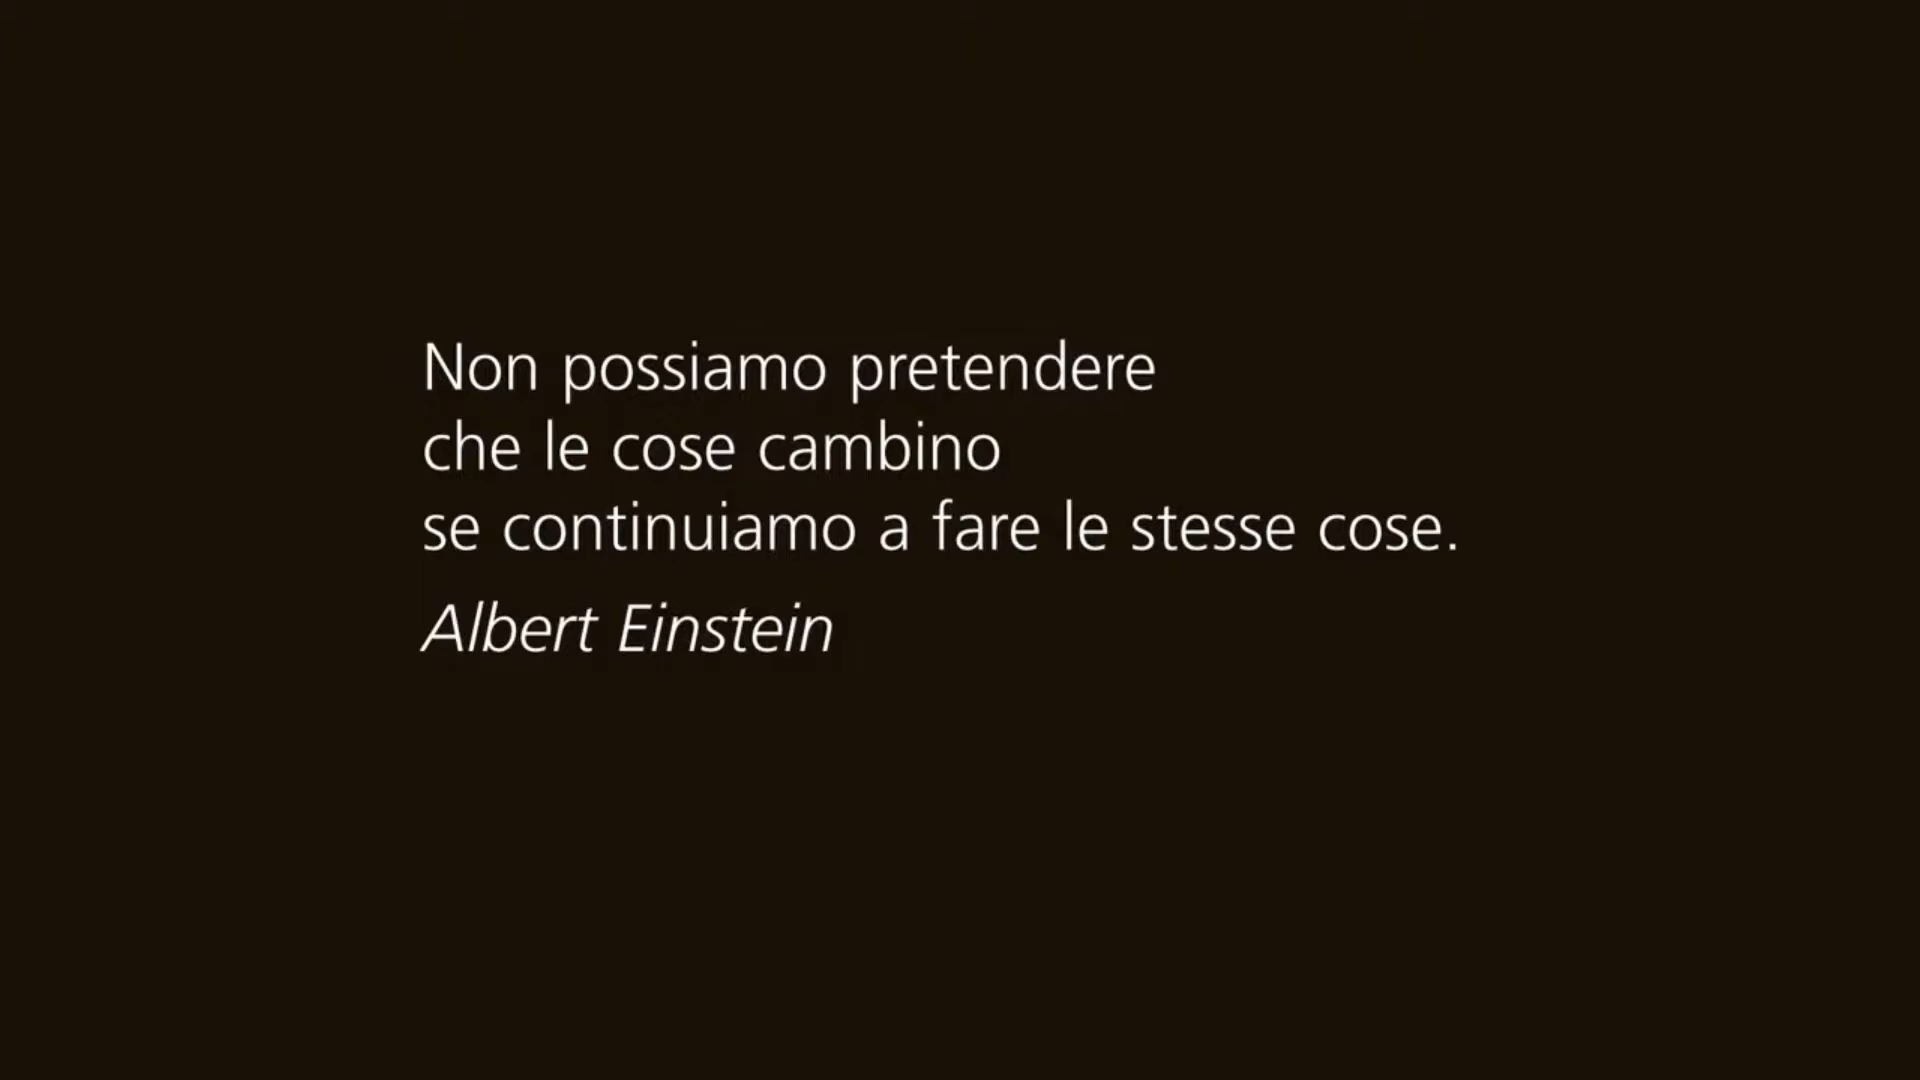 Non possiamo pretendere
che le cose cambino
se continuiamo a fare le stesse cose.
Albert Einstein